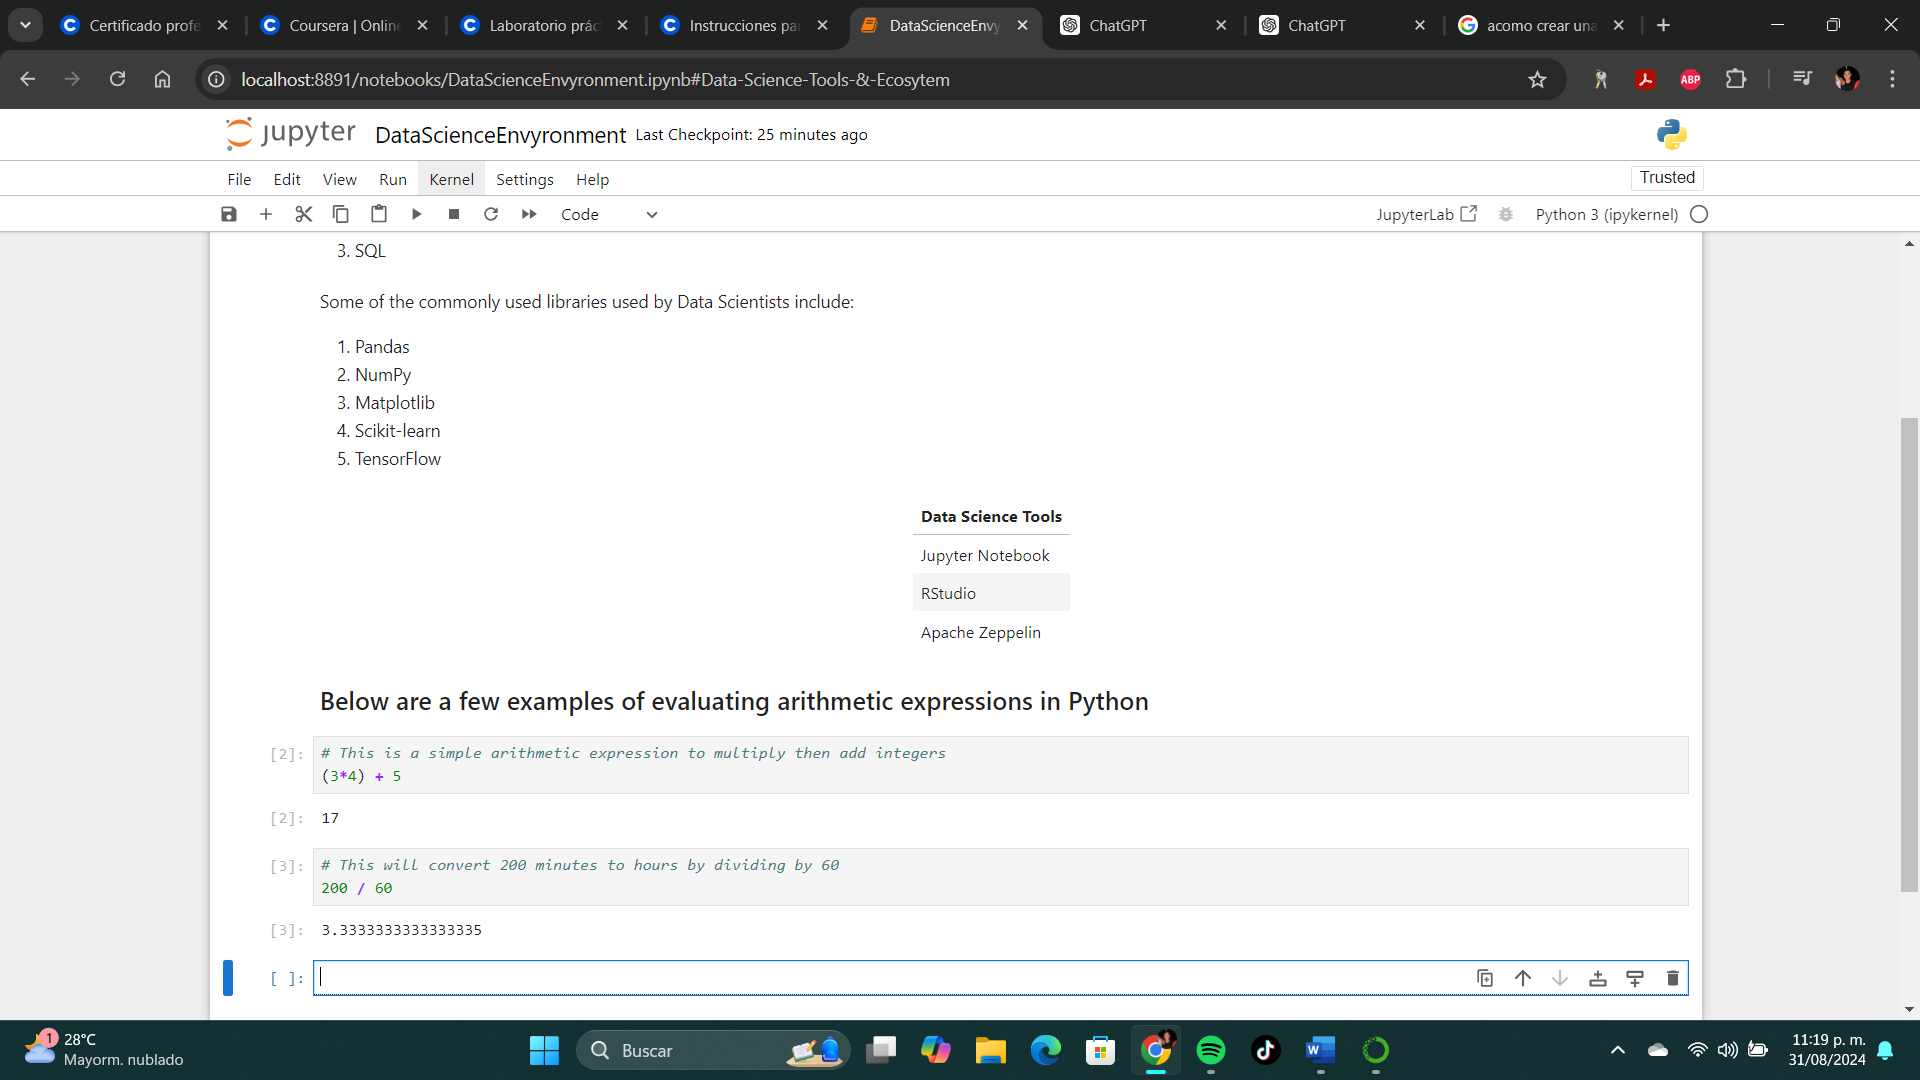 Certificado profe
Coursera | Online
Laboratorio prác
Instrucciones par
DataScienceEnvy
ChatGPT
ChatGPT
acomo crear una
localhost:8891/notebooks/DataScienceEnvyronment.ipynb#Data-Science-Tools-&-Ecosytem
ABP
jupyter DataScienceEnvyronment Last Checkpoint: 25 minutes ago
File Edit View Run Kernel Settings Help Trusted
Code JupyterLab Python 3 (ipykernel)
3. SQL
Some of the commonly used libraries used by Data Scientists include:
1. Pandas
2. NumPy
3. Matplotlib
4. Scikit-learn
5. TensorFlow
Data Science Tools
Jupyter Notebook
RStudio
Apache Zeppelin
Below are a few examples of evaluating arithmetic expressions in Python
[2]: # This is a simple arithmetic expression to multiply then add integers
(3*4) + 5
[2]: 17
[3]: # This will convert 200 minutes to hours by dividing by 60
200 / 60
[3]: 3.3333333333333335
[ ]:
1
28°C
Mayorm. nublado
Buscar
W
11:19 p. m.
31/08/2024